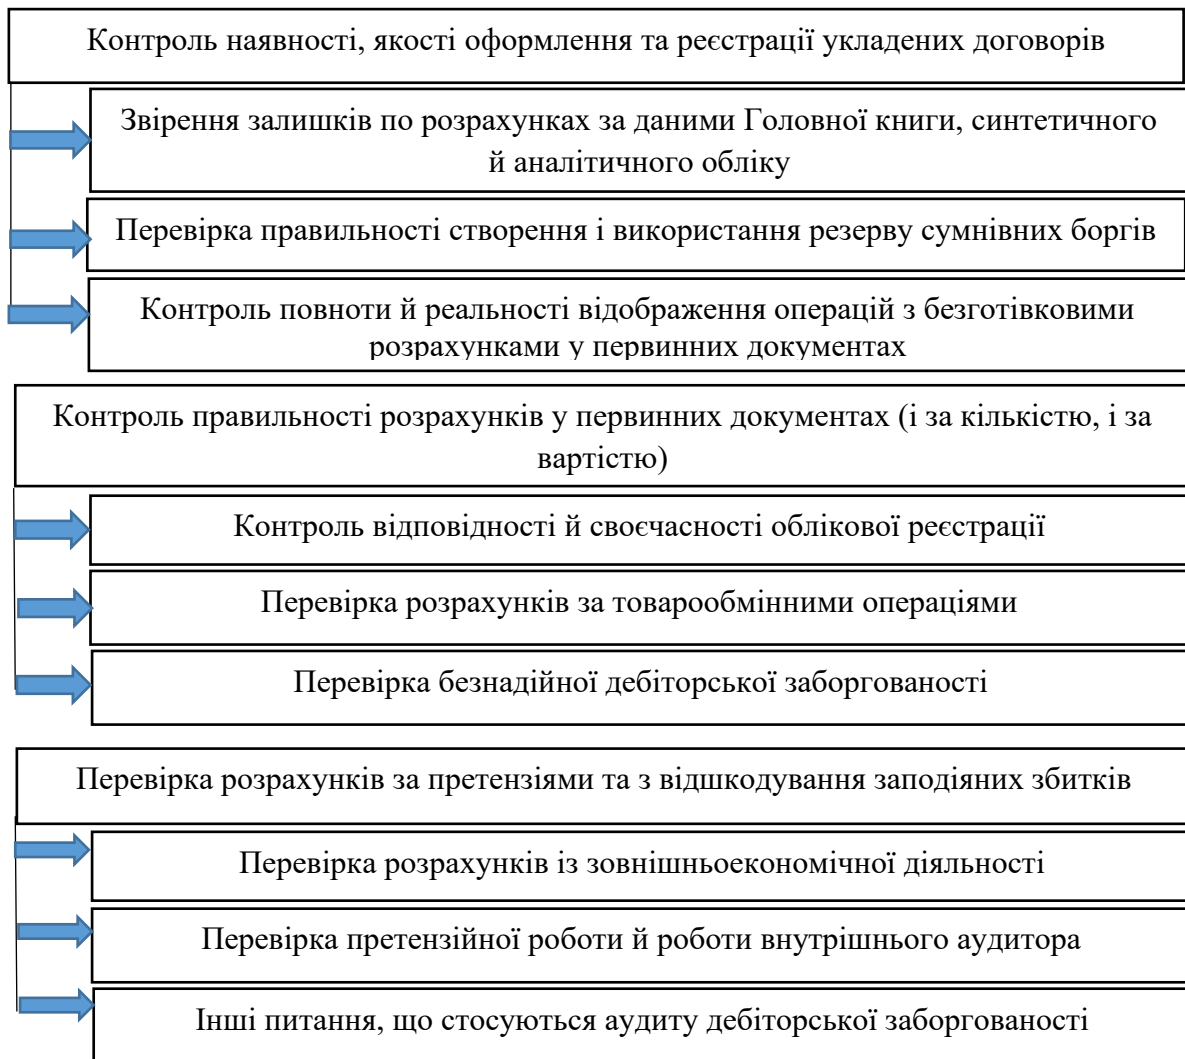 Контроль наявності, якості оформлення та реєстрації укладених договорів
Звірення залишків по розрахунках за даними Головної книги, синтетичного
й аналітичного обліку
Перевірка правильності створення і використання резерву сумнівних боргів
Контроль повноти й реальності відображення операцій з безготівковими
розрахунками у первинних документах
Контроль правильності розрахунків у первинних документах (і за кількістю, і за
вартістю)
Контроль відповідності й своєчасності облікової реєстрації
Перевірка розрахунків за товарообмінними операціями
Перевірка безнадійної дебіторської заборгованості
Перевірка розрахунків за претензіями та з відшкодування заподіяних збитків
Перевірка розрахунків із зовнішньоекономічної діяльності
Перевірка претензійної роботи й роботи внутрішнього аудитора
Інші питання, що стосуються аудиту дебіторської заборгованості